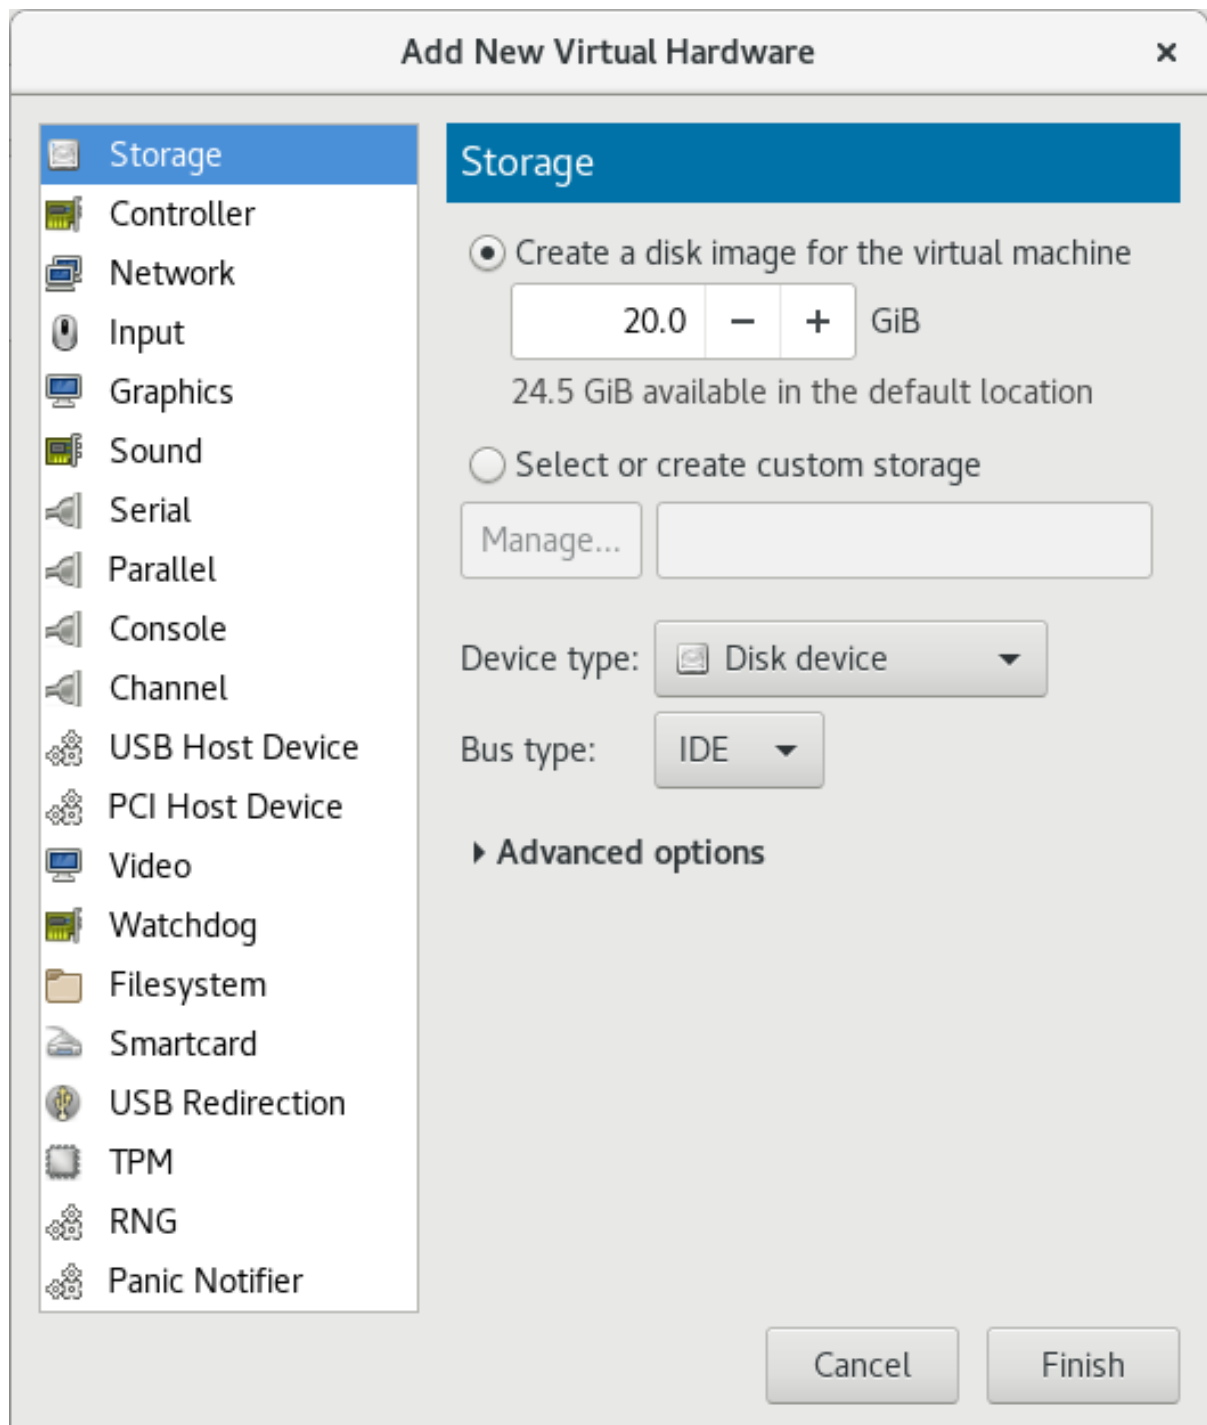 Add New Virtual Hardware
Storage
Controller
Network
Input
Graphics
Sound
Serial
Parallel
Console
Channel
USB Host Device
PCI Host Device
Video
Watchdog
Filesystem
Smartcard
USB Redirection
TPM
RNG
Panic Notifier
Storage
Create a disk image for the virtual machine
20.0 − + GiB
24.5 GiB available in the default location
Select or create custom storage
Manage...
Device type: Disk device
Bus type: IDE
Advanced options
Cancel Finish